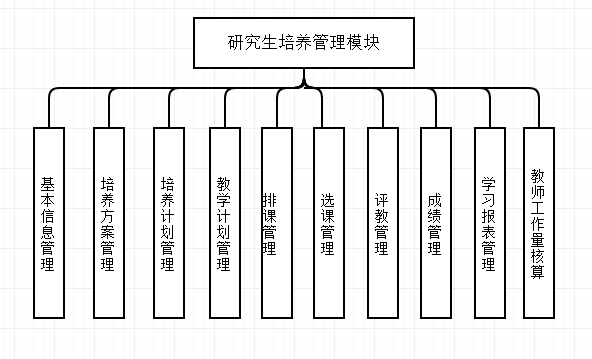 研究生培养管理模块
基本信息管理
培养方案管理
培养计划管理
教学计划管理
排课管理
选课管理
评教管理
成绩管理
学习报表管理
教师工作量核算